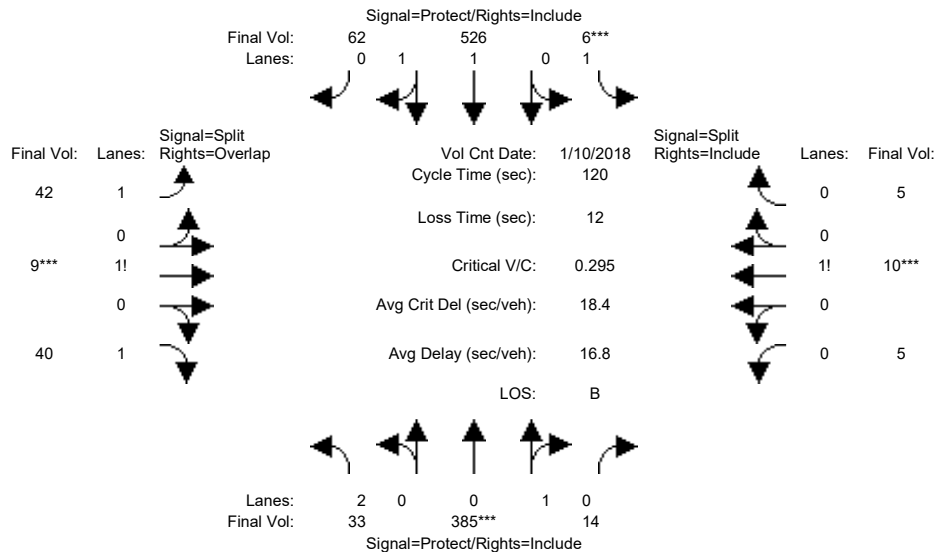 Signal=Protect/Rights=Include
Final Vol: 62 526 6***
Lanes: 0 1 1 0 1
Signal=Split
Final Vol: Lanes: Rights=Overlap
Vol Cnt Date: 1/10/2018
Signal=Split
Rights=Include Lanes: Final Vol:
Cycle Time (sec): 120
42 1
0 5
Loss Time (sec): 12
0
0
9*** 1!
Critical V/C: 0.295
1! 10***
0
Avg Crit Del (sec/veh): 18.4
0
40 1
Avg Delay (sec/veh): 16.8
0 5
LOS: B
Lanes: 2 0 0 1 0
Final Vol: 33 385*** 14
Signal=Protect/Rights=Include